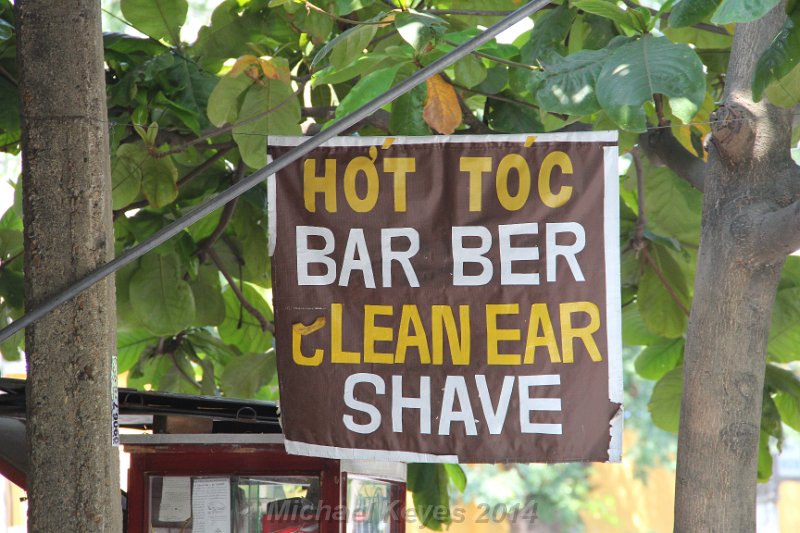 HỚT TÓC
BAR BER
CLEAN EAR
SHAVE
Michael Keyes 2014